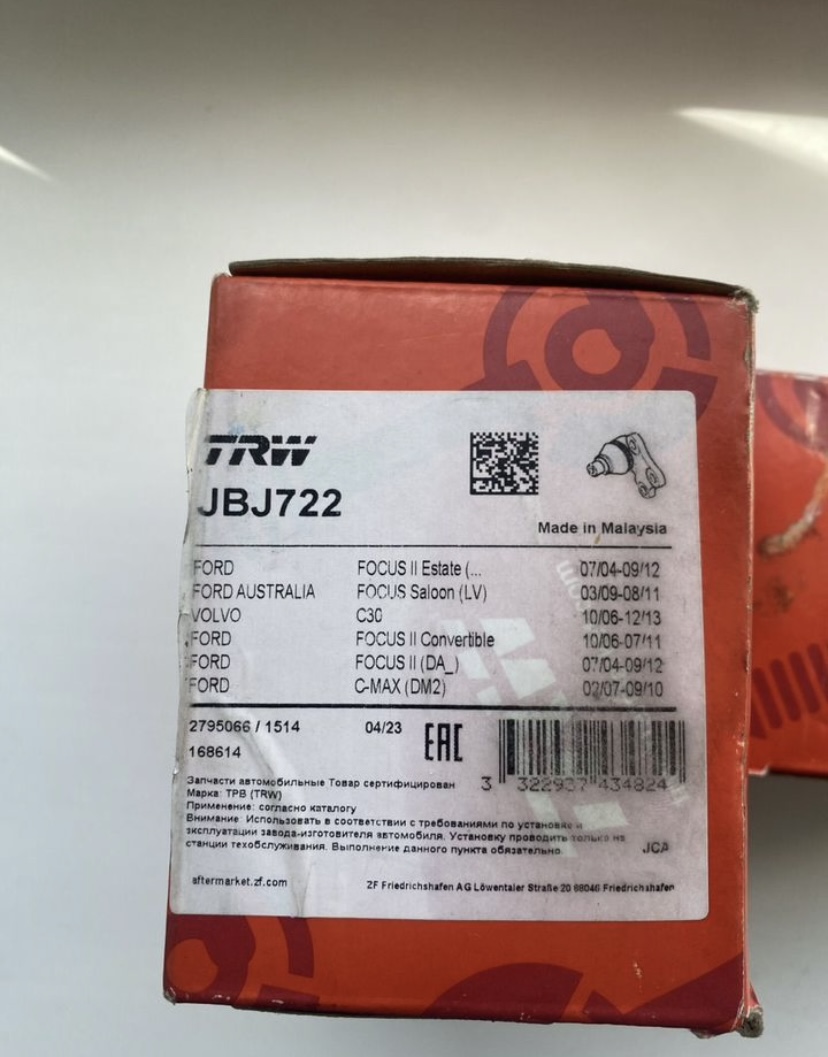 TRW
JBJ722
Made in Malaysia
FORD FOCUS II Estate (... 07/04-09/12
FORD AUSTRALIA FOCUS Saloon (LV) 03/09-08/11
VOLVO C30 10/06-12/13
FORD FOCUS II Convertible 10/06-07/11
FORD FOCUS II (DA_) 07/04-09/12
FORD C-MAX (DM2) 02/07-09/10
2795066 / 1514 04/23 EAC
168614
3 322937 434824
Запчасти автомобильные Товар сертифицирован
Марка: ТРВ (TRW)
Применение: согласно каталогу
Внимание: Использовать в соответствии с требованиями по установке и
эксплуатации завода-изготовителя автомобиля. Установку проводить только на
станции техобслуживания. Выполнение данного пункта обязательно.
JCA
aftermarket.zf.com ZF Friedrichshafen AG Löwentaler Straße 20 88046 Friedrichshafen